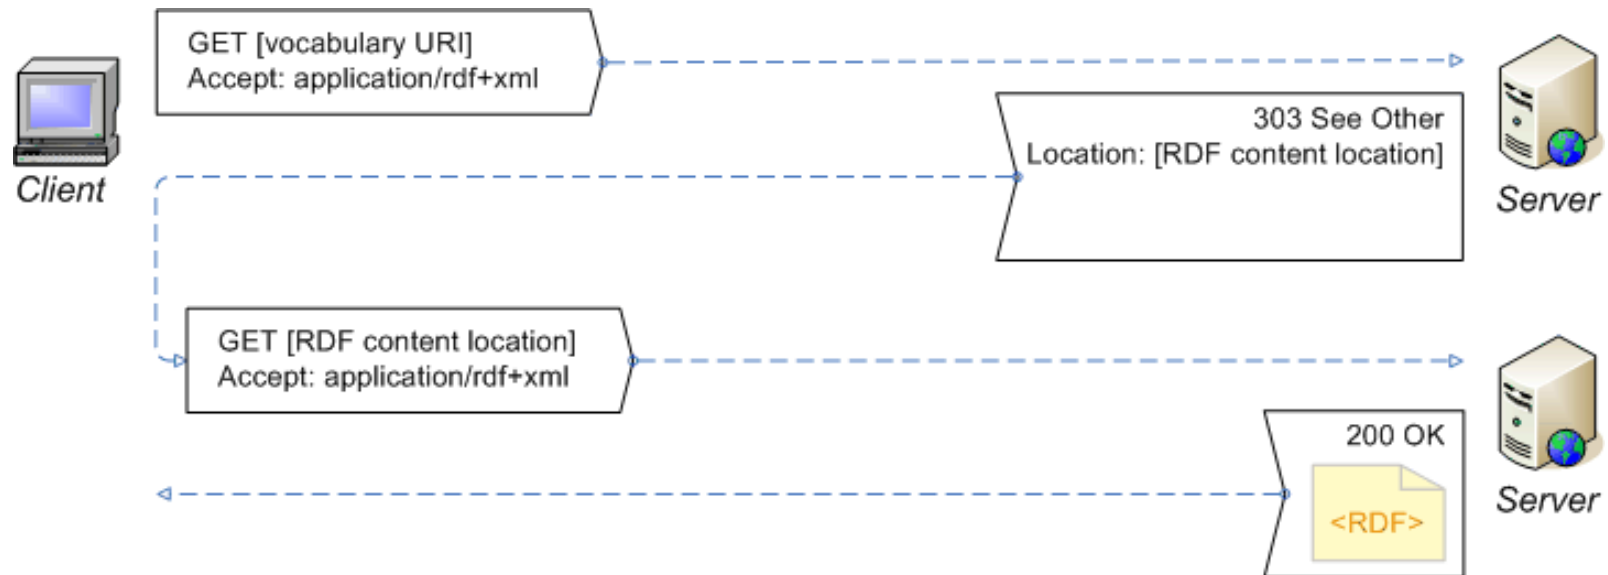 GET [vocabulary URI]
Accept: application/rdf+xml
Client
303 See Other
Location: [RDF content location]
Server
GET [RDF content location]
Accept: application/rdf+xml
200 OK
<RDF>
Server